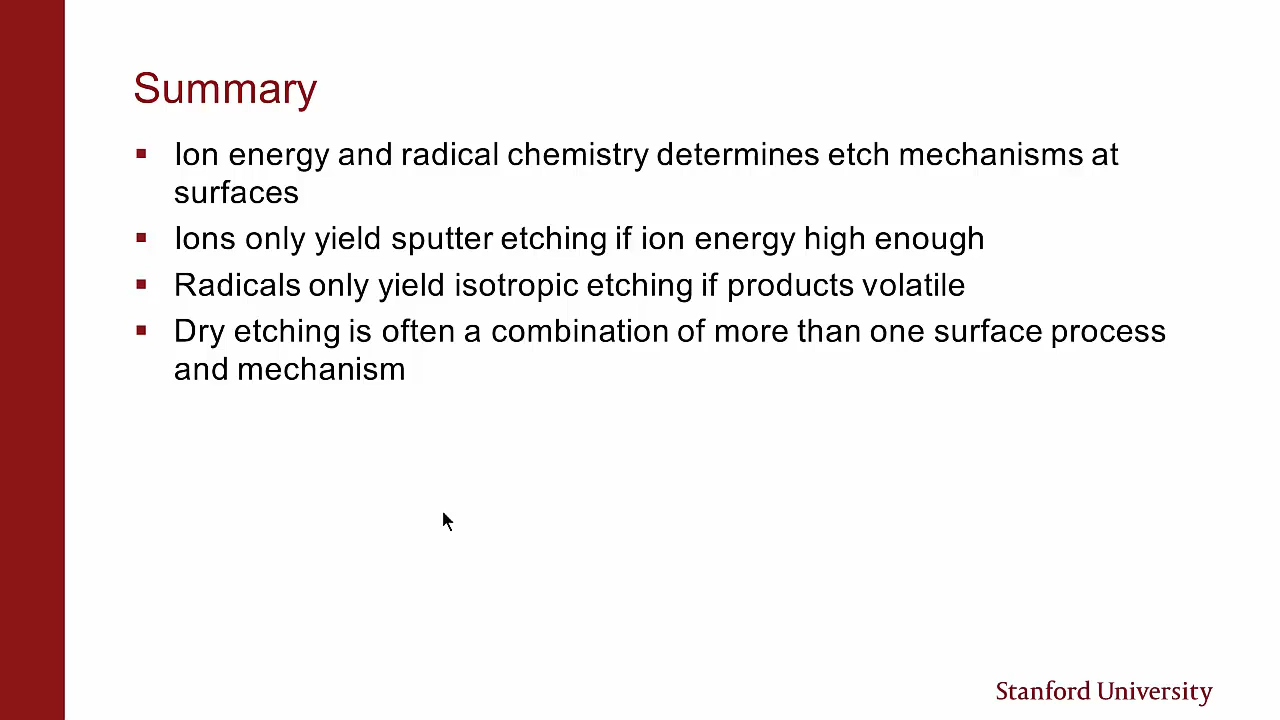 Summary
▪ Ion energy and radical chemistry determines etch mechanisms at
surfaces
▪ Ions only yield sputter etching if ion energy high enough
▪ Radicals only yield isotropic etching if products volatile
▪ Dry etching is often a combination of more than one surface process
and mechanism
Stanford University